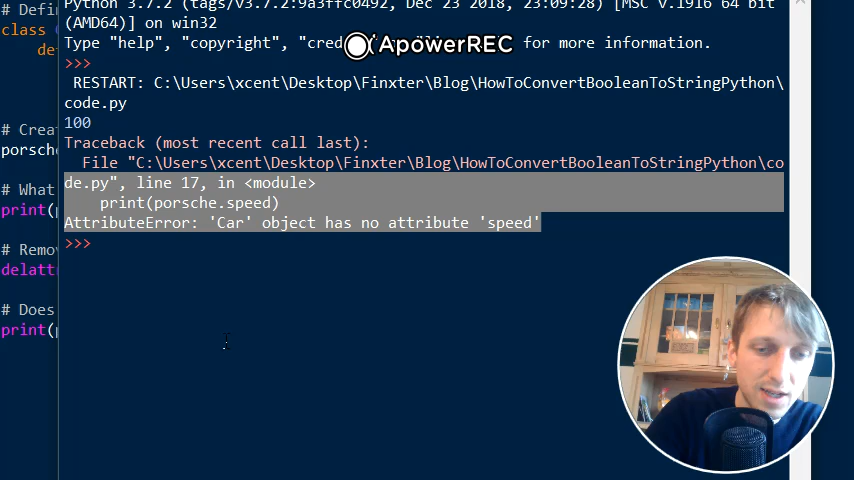 # Defi
class
de
# Creat
porsche
# What
print(p
# Remov
delattr
# Does
print(p
Python 3.7.2 (tags/v3.7.2:9a3ffc0492, Dec 23 2018, 23:09:28) [MSC v.1916 64 bit
(AMD64)] on win32
Type "help", "copyright", "cred for more information.
ApowerREC
>>>
RESTART: C:\Users\xcent\Desktop\Finxter\Blog\HowToConvertBooleanToStringPython\
code.py
100
Traceback (most recent call last):
File "C:\Users\xcent\Desktop\Finxter\Blog\HowToConvertBooleanToStringPython\co
de.py", line 17, in <module>
print(porsche.speed)
AttributeError: 'Car' object has no attribute 'speed'
>>>